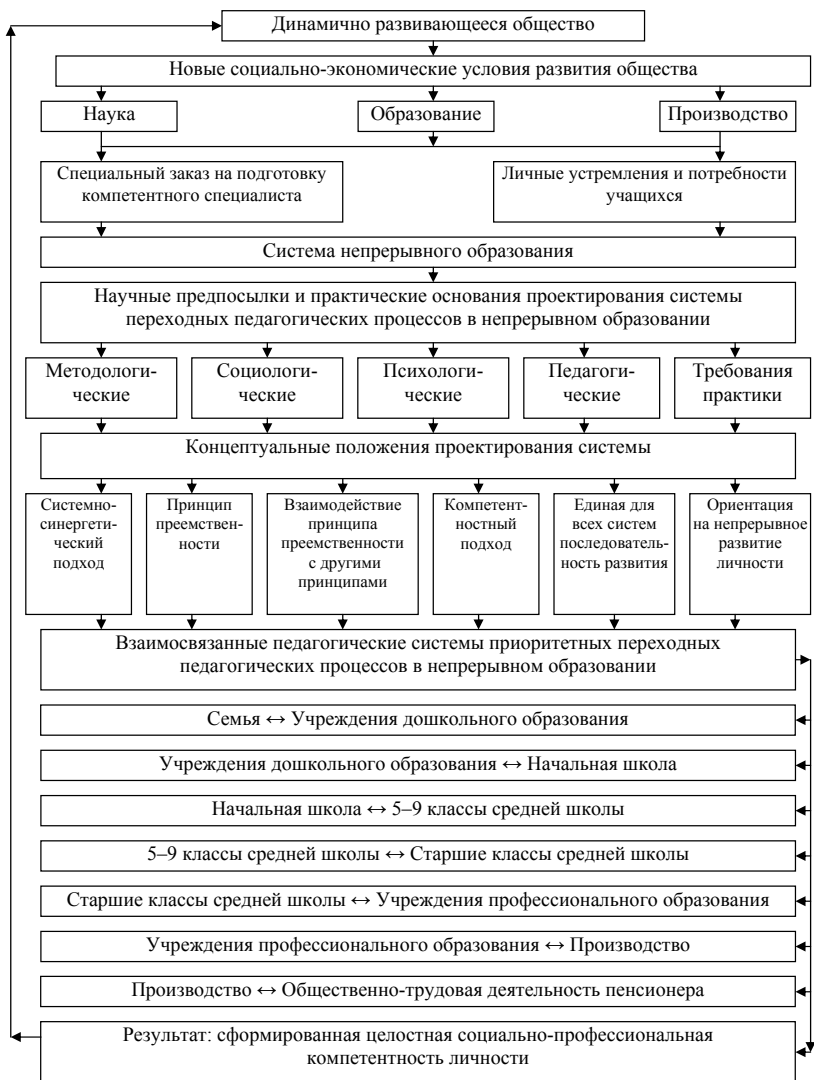 Динамично развивающееся общество
Новые социально-экономические условия развития общества
Наука
Образование
Производство
Специальный заказ на подготовку
компетентного специалиста
Личные устремления и потребности
учащихся
Система непрерывного образования
Научные предпосылки и практические основания проектирования системы
переходных педагогических процессов в непрерывном образовании
Методологи-
ческие
Социологи-
ческие
Психологи-
ческие
Педагоги-
ческие
Требования
практики
Концептуальные положения проектирования системы
Системно-
синергети-
ческий
подход
Принцип
преемствен-
ности
Взаимодействие
принципа
преемственности
с другими
принципами
Компетент-
ностный
подход
Единая для
всех систем
последователь-
ность развития
Ориентация
на непрерывное
развитие
личности
Взаимосвязанные педагогические системы приоритетных переходных
педагогических процессов в непрерывном образовании
Семья ↔ Учреждения дошкольного образования
Учреждения дошкольного образования ↔ Начальная школа
Начальная школа ↔ 5–9 классы средней школы
5–9 классы средней школы ↔ Старшие классы средней школы
Старшие классы средней школы ↔ Учреждения профессионального образования
Учреждения профессионального образования ↔ Производство
Производство ↔ Общественно-трудовая деятельность пенсионера
Результат: сформированная целостная социально-профессиональная
компетентность личности